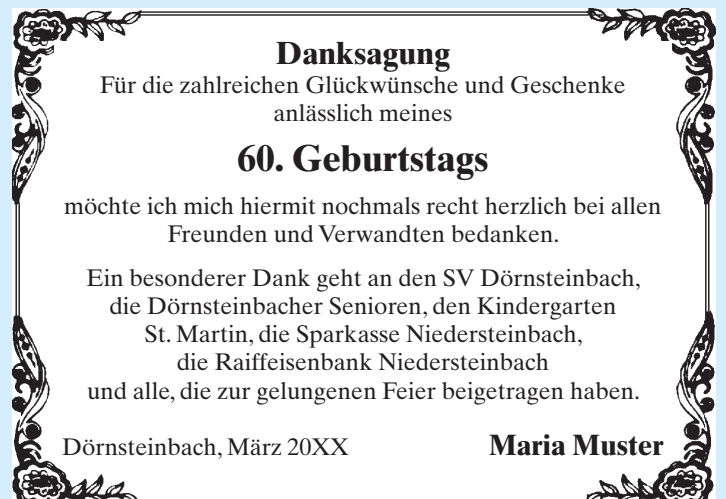 Danksagung
Für die zahlreichen Glückwünsche und Geschenke
anlässlich meines
60. Geburtstags
möchte ich mich hiermit nochmals recht herzlich bei allen
Freunden und Verwandten bedanken.
Ein besonderer Dank geht an den SV Dörnsteinbach,
die Dörnsteinbacher Senioren, den Kindergarten
St. Martin, die Sparkasse Niedersteinbach,
die Raiffeisenbank Niedersteinbach
und alle, die zur gelungenen Feier beigetragen haben.
Dörnsteinbach, März 20XX Maria Muster